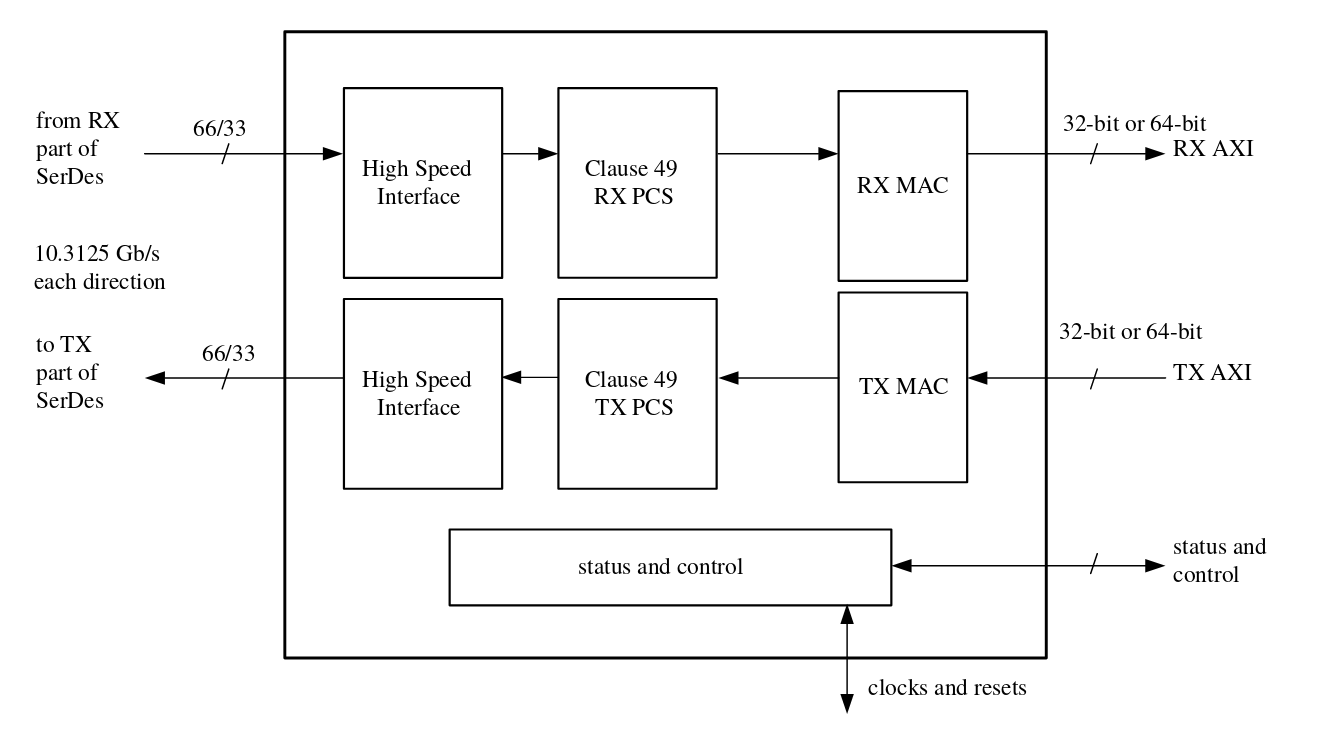 from RX
part of
SerDes
66/33
High Speed
Interface
Clause 49
RX PCS
RX MAC
32-bit or 64-bit
RX AXI
10.3125 Gb/s
each direction
to TX
part of
SerDes
66/33
High Speed
Interface
Clause 49
TX PCS
TX MAC
32-bit or 64-bit
TX AXI
status and control
status and
control
clocks and resets